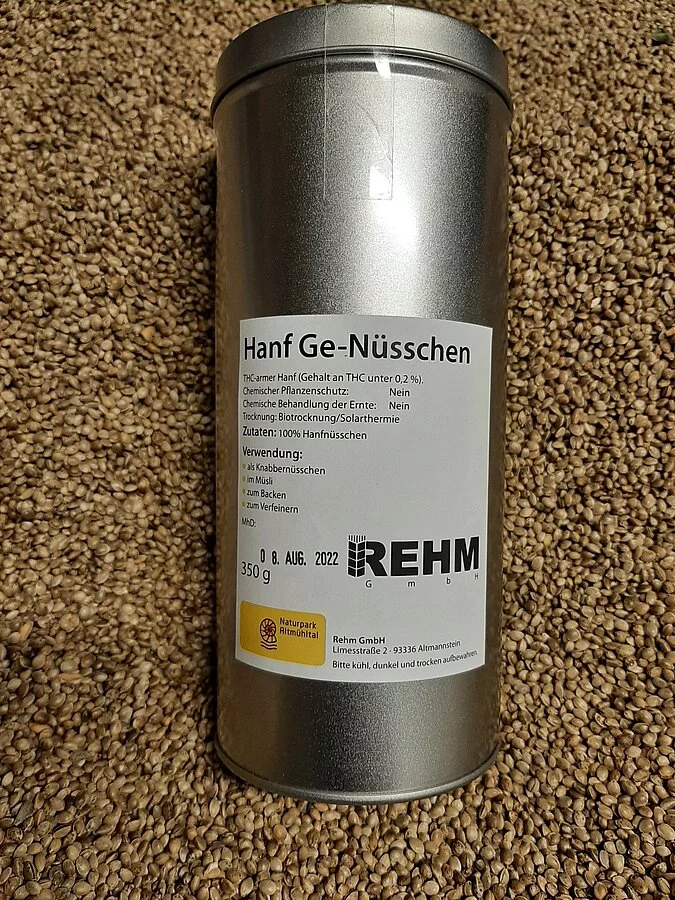 Hanf Ge-Nüsschen
THC-armer Hanf (Gehalt an THC unter 0,2 %).
Chemischer Pflanzenschutz: Nein
Chemische Behandlung der Ernte: Nein
Trocknung: Biotrocknung/Solarthermie
Zutaten: 100% Hanfnüsschen
Verwendung:
• als Knabbernüsschen
• im Müsli
• zum Backen
• zum Verfeinern
MhD:
0 8. AUG. 2022
350 g
REHM
GmbH
Naturpark
Altmühltal
Rehm GmbH
Limesstraße 2 · 93336 Altmannstein
Bitte kühl, dunkel und trocken aufbewahren.